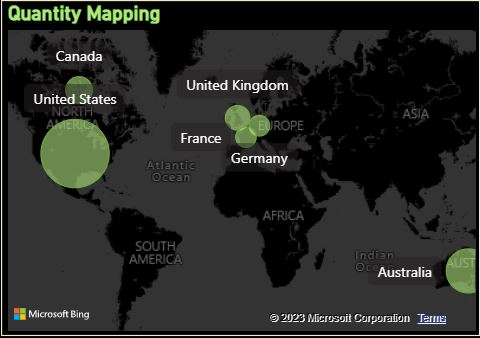 Quantity Mapping
Canada
United States
NORTH
AMERICA
United Kingdom
EUROPE
ASIA
France
Germany
Atlantic
Ocean
AFRICA
SOUTH
AMERICA
Indian
Australia
AUST
Microsoft Bing
© 2023 Microsoft Corporation Terms